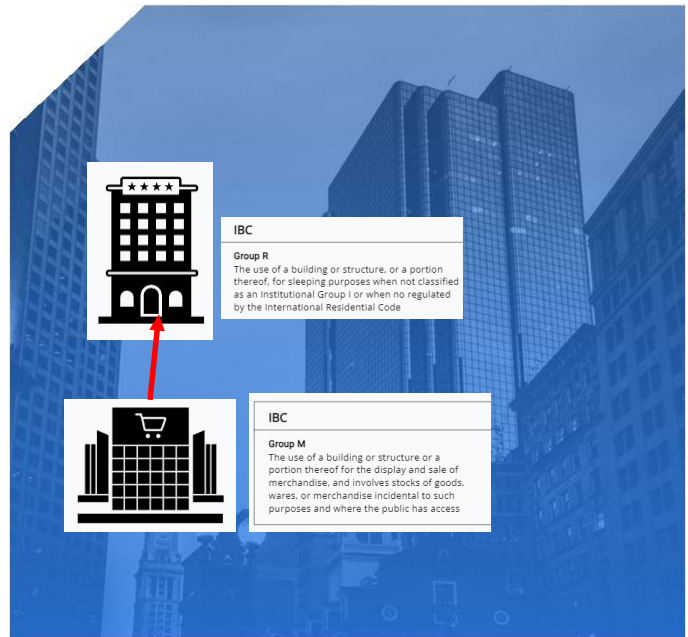 IBC
Group R
The use of a building or structure, or a portion
thereof, for sleeping purposes when not classified
as an Institutional Group I or when no regulated
by the International Residential Code
IBC
Group M
The use of a building or structure or a
portion thereof for the display and sale of
merchandise, and involves stocks of goods,
wares, or merchandise incidental to such
purposes and where the public has access